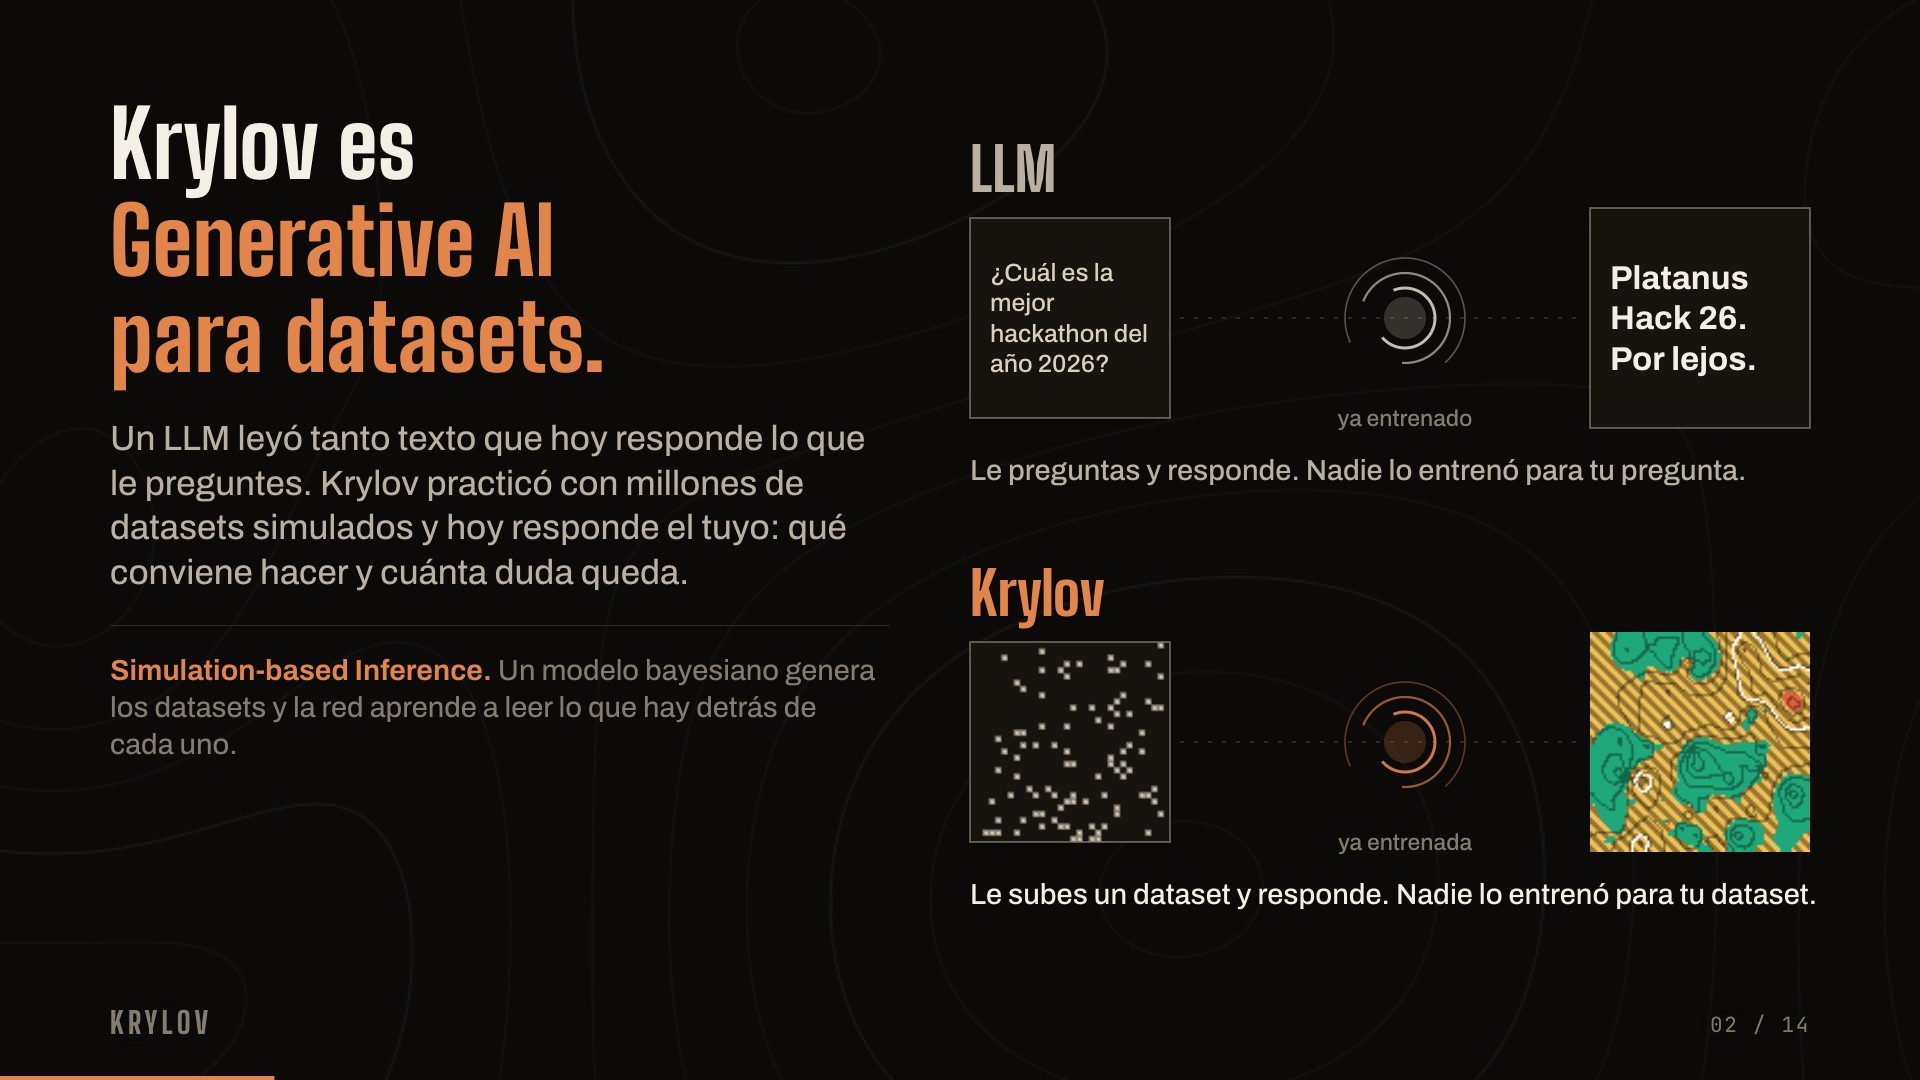 Krylov es
Generative AI
para datasets.
Un LLM leyó tanto texto que hoy responde lo que
le preguntes. Krylov practicó con millones de
datasets simulados y hoy responde el tuyo: qué
conviene hacer y cuánta duda queda.
Simulation-based Inference. Un modelo bayesiano genera
los datasets y la red aprende a leer lo que hay detrás de
cada uno.
LLM
¿Cuál es la
mejor
hackathon del
año 2026?
ya entrenado
Platanus
Hack 26.
Por lejos.
Le preguntas y responde. Nadie lo entrenó para tu pregunta.
Krylov
ya entrenada
Le subes un dataset y responde. Nadie lo entrenó para tu dataset.
KRYLOV
02 / 14